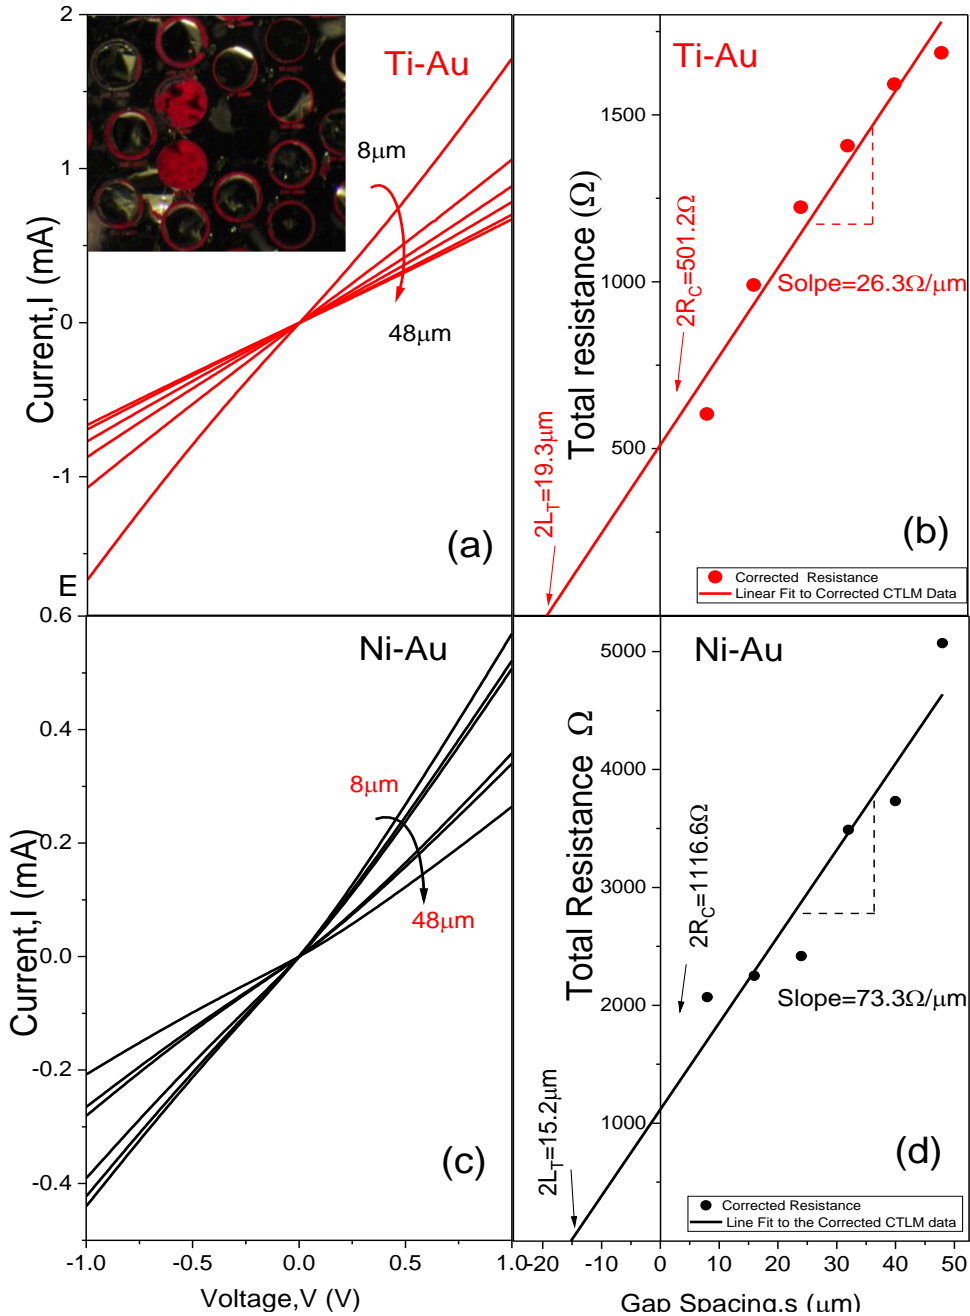 2
1
0
-1
E
Current,I (mA)
Ti-Au
8μm
48μm
(a)
Total resistance (Ω)
1500
1000
500
Ti-Au
2R_C=501.2Ω
Solpe=26.3Ω/μm
2L_T=19.3μm
(b)
Corrected Resistance
Linear Fit to Corrected CTLM Data
0.6
0.4
0.2
0.0
-0.2
-0.4
Current,I (mA)
Ni-Au
8μm
48μm
(c)
-1.0
-0.5
0.0
0.5
1.0
Voltage,V (V)
Total Resistance Ω
5000
4000
3000
2000
1000
Ni-Au
2R_C=1116.6Ω
Slope=73.3Ω/μm
2L_T=15.2μm
(d)
Corrected Resistance
Line Fit to the Corrected CTLM data
-20
-10
0
10
20
30
40
50
Gap Spacing,s (μm)